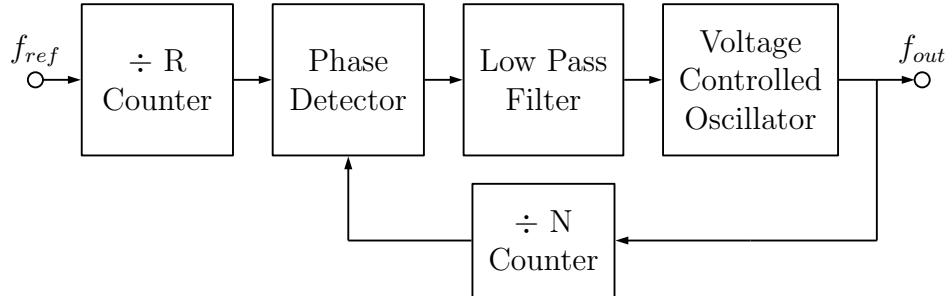 f_ref
÷ R
Counter
Phase
Detector
Low Pass
Filter
Voltage
Controlled
Oscillator
f_out
÷ N
Counter